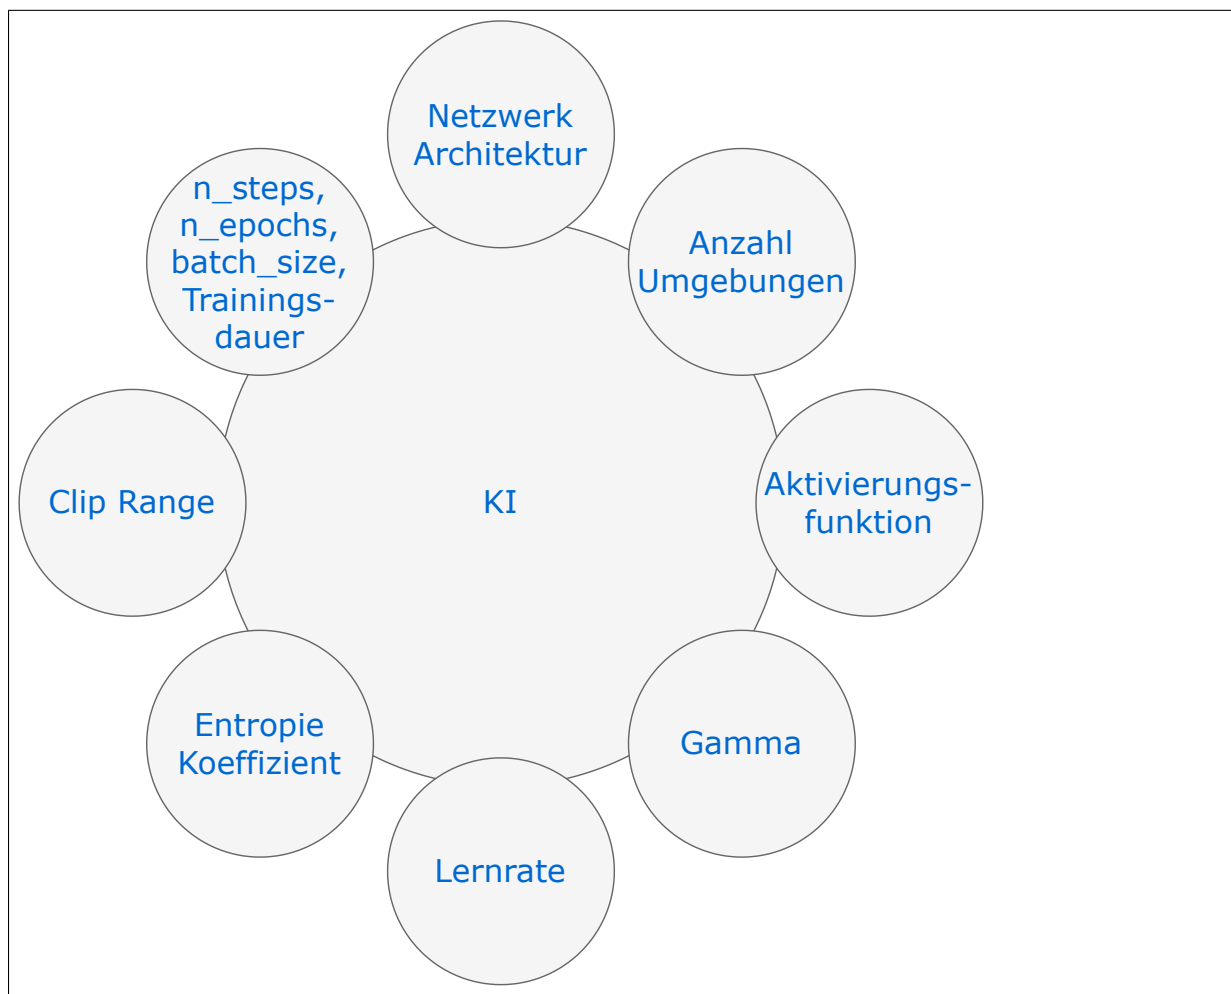 Netzwerk
Architektur
n_steps,
n_epochs,
batch_size,
Trainings-
dauer
Anzahl
Umgebungen
Clip Range
KI
Aktivierungs-
funktion
Entropie
Koeffizient
Gamma
Lernrate